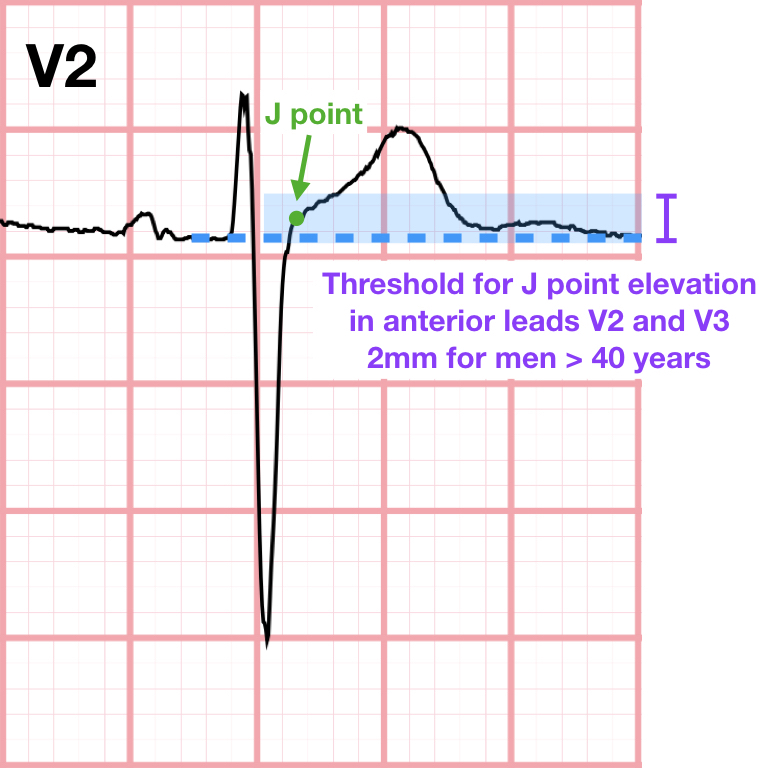 V2
J point
Threshold for J point elevation
in anterior leads V2 and V3
2mm for men > 40 years